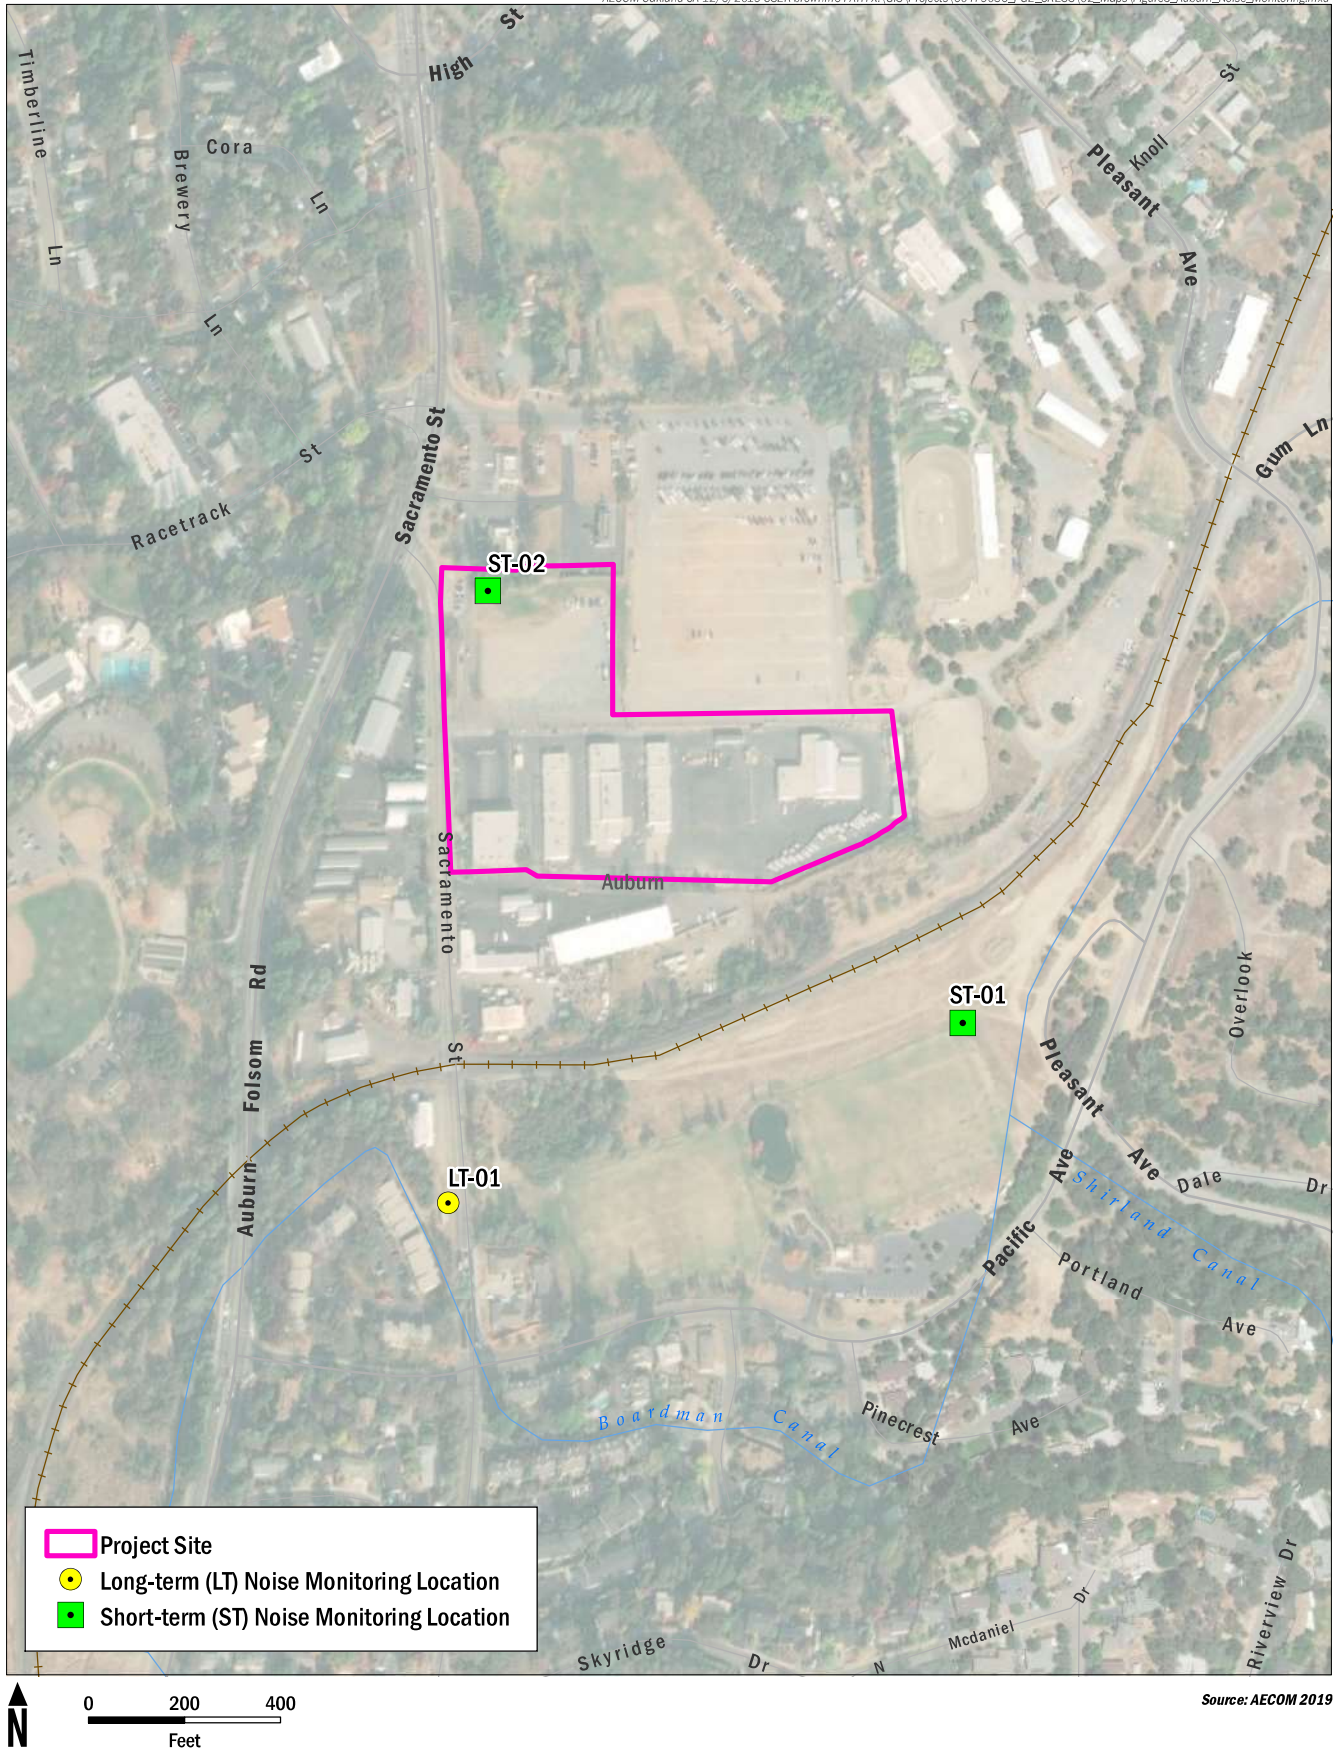 St
High
Timberline
Ln
Brewery
Cora
Ln
Ln
Pleasant
Ave
Knoll
St
Gum Ln
Sacramento St
Racetrack
St
ST-02
Sacramento
St
Auburn
Auburn
Folsom
Rd
ST-01
Overlook
Pleasant
Ave
Dale
Dr
Pacific
Ave
Shirland Canal
Portland
Ave
LT-01
Boardman Canal
Pinecrest
Ave
Skyridge
Dr
N
Mcdaniel
Dr
Riverview Dr
Project Site
Long-term (LT) Noise Monitoring Location
Short-term (ST) Noise Monitoring Location
N
0 200 400
Feet
Source: AECOM 2019